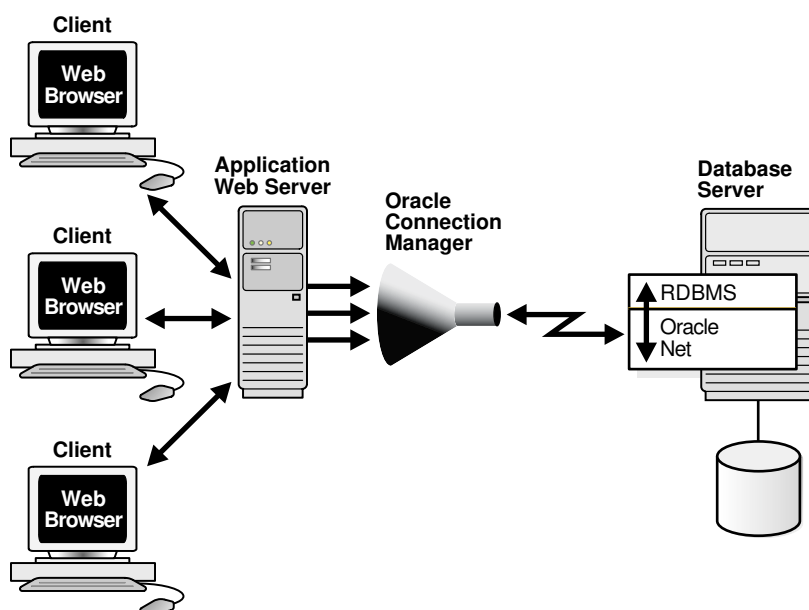 Client
Web
Browser
Application
Web Server
Oracle
Connection
Manager
Database
Server
Client
Web
Browser
RDBMS
Oracle
Net
Client
Web
Browser